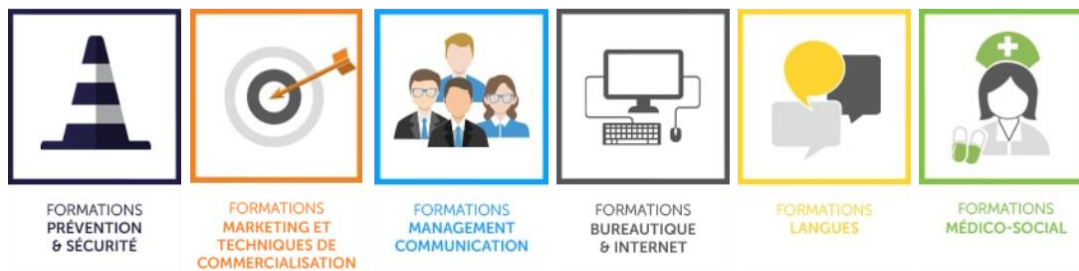 FORMATIONS
PRÉVENTION
& SÉCURITÉ
FORMATIONS
MARKETING ET
TECHNIQUES DE
COMMERCIALISATION
FORMATIONS
MANAGEMENT
COMMUNICATION
FORMATIONS
BUREAUTIQUE
& INTERNET
FORMATIONS
LANGUES
FORMATIONS
MÉDICO-SOCIAL